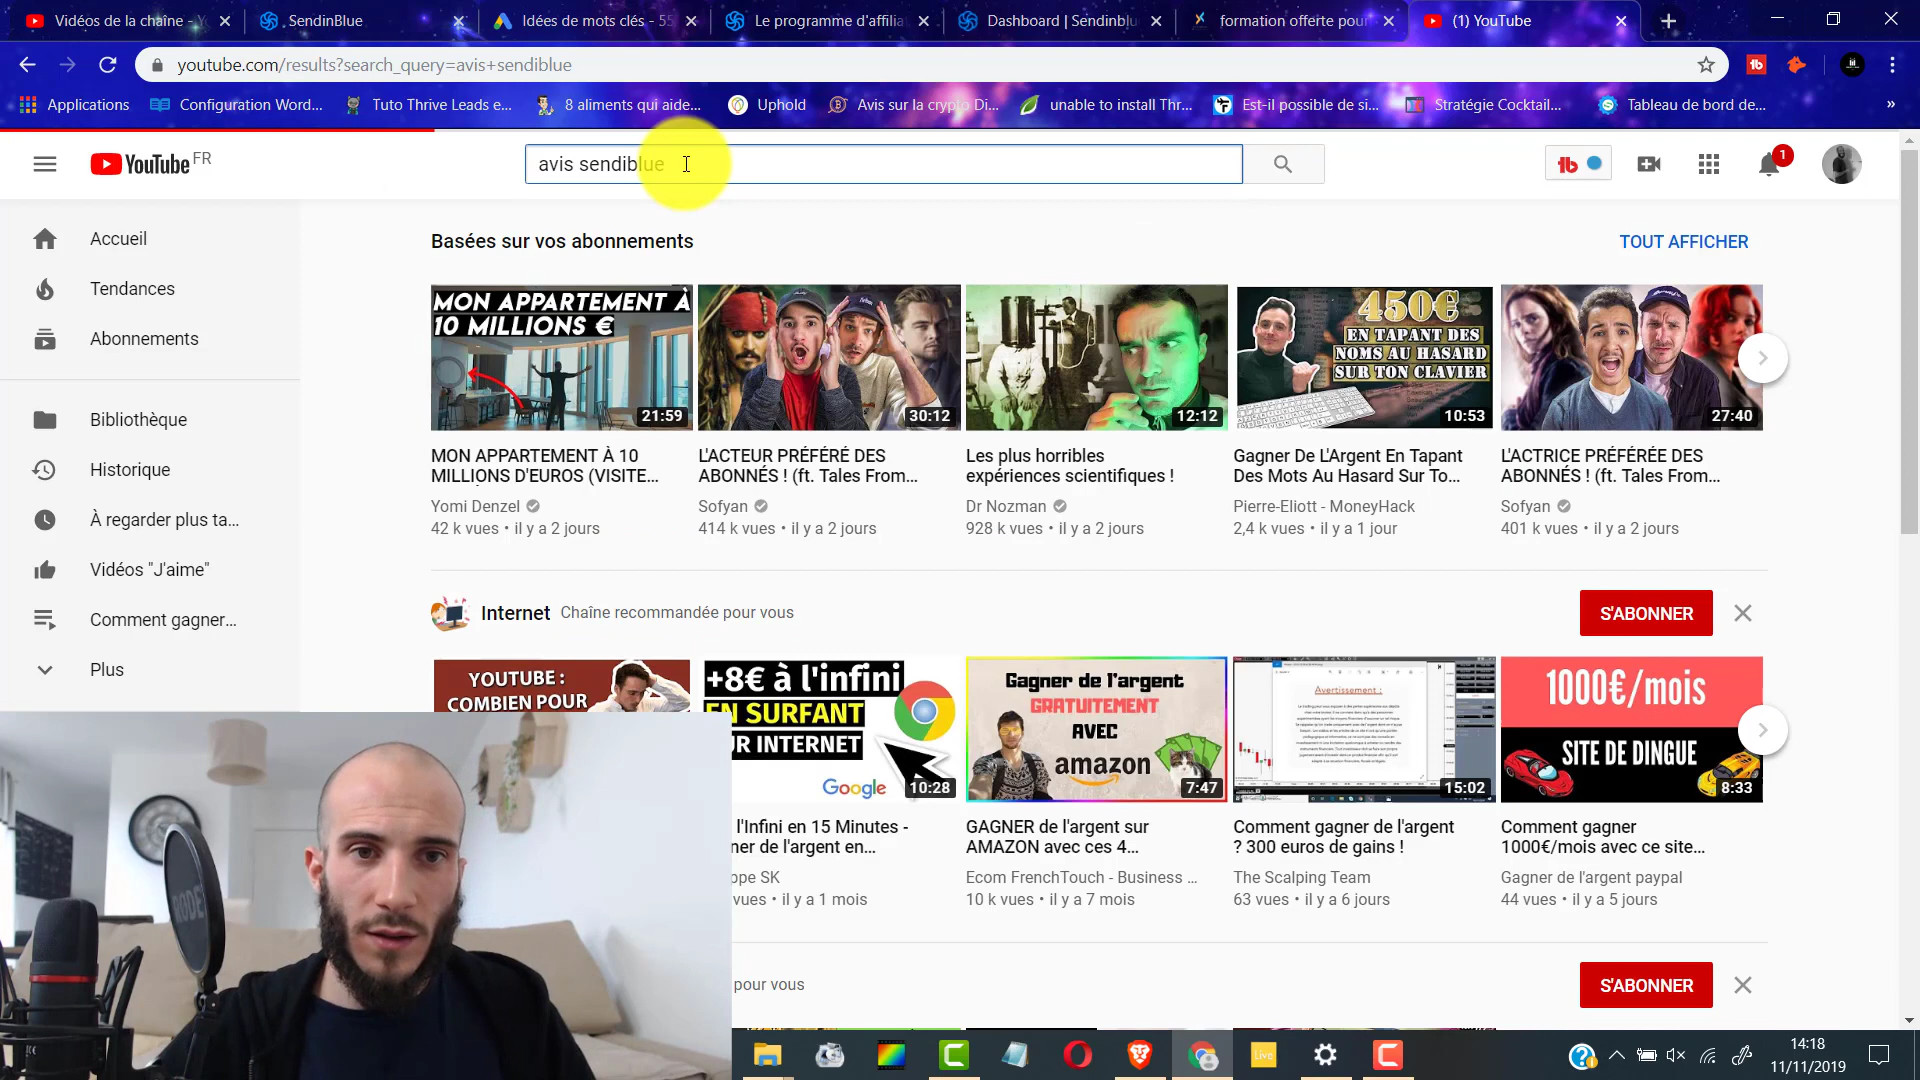 Vidéos de la chaîne - Y
SendinBlue
Idées de mots clés - 55
Le programme d'affilia
Dashboard | Sendinblu
formation offerte pour
(1) YouTube
youtube.com/results?search_query=avis+sendiblue
Applications
Configuration Word...
Tuto Thrive Leads e...
8 aliments qui aide...
Uphold
Avis sur la crypto Di...
unable to install Thr...
Est-il possible de si...
Stratégie Cocktail...
Tableau de bord de...
»
YouTube FR
avis sendiblue
tb
1
Accueil
Tendances
Abonnements
Bibliothèque
Historique
À regarder plus ta...
Vidéos "J'aime"
Comment gagner...
Plus
Basées sur vos abonnements
TOUT AFFICHER
MON APPARTEMENT À
10 MILLIONS €
21:59
30:12
12:12
450€
EN TAPANT DES
NOMS AU HASARD
SUR TON CLAVIER
10:53
27:40
MON APPARTEMENT À 10
MILLIONS D'EUROS (VISITE...
Yomi Denzel
42 k vues • il y a 2 jours
L'ACTEUR PRÉFÉRÉ DES
ABONNÉS ! (ft. Tales From...
Sofyan
414 k vues • il y a 2 jours
Les plus horribles
expériences scientifiques !
Dr Nozman
928 k vues • il y a 2 jours
Gagner De L'Argent En Tapant
Des Mots Au Hasard Sur To...
Pierre-Eliott - MoneyHack
2,4 k vues • il y a 1 jour
L'ACTRICE PRÉFÉRÉE DES
ABONNÉS ! (ft. Tales From...
Sofyan
401 k vues • il y a 2 jours
Internet
Chaîne recommandée pour vous
S'ABONNER
YOUTUBE :
COMBIEN POUR
+8€ à l'infini
EN SURFANT
UR INTERNET
Google
10:28
Gagner de l'argent
GRATUITEMENT
AVEC
amazon
7:47
Avertissement :
15:02
1000€/mois
SITE DE DINGUE
8:33
l'Infini en 15 Minutes -
ner de l'argent en...
ppe SK
vues • il y a 1 mois
GAGNER de l'argent sur
AMAZON avec ces 4...
Ecom FrenchTouch - Business ...
10 k vues • il y a 7 mois
Comment gagner de l'argent
? 300 euros de gains !
The Scalping Team
63 vues • il y a 6 jours
Comment gagner
1000€/mois avec ce site...
Gagner de l'argent paypal
44 vues • il y a 5 jours
pour vous
S'ABONNER
RODE
Live
14:18
11/11/2019